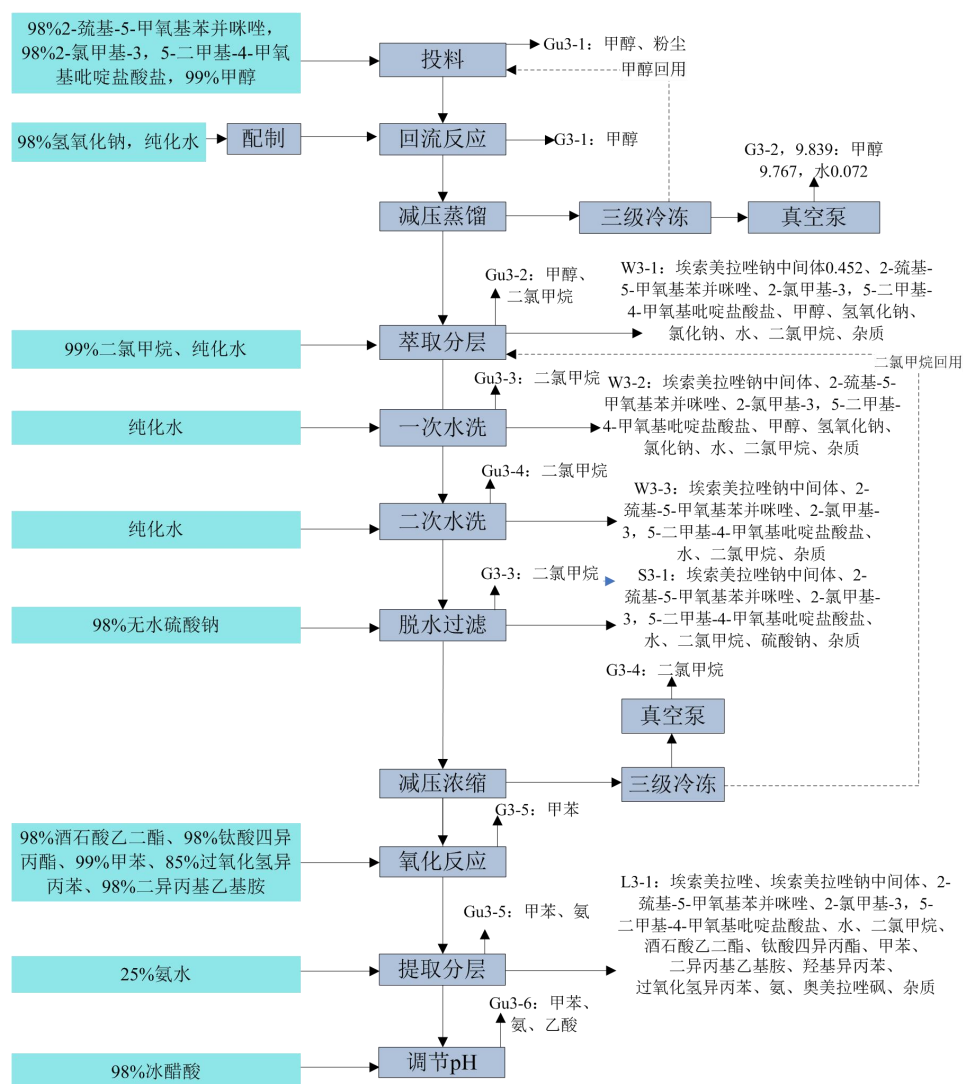 98%2-巯基-5-甲氧基苯并咪唑,
98%2-氯甲基-3，5-二甲基-4-甲氧
基吡啶盐酸盐，99%甲醇
投料
Gu3-1：甲醇、粉尘
甲醇回用
98%氢氧化钠，纯化水
配制
回流反应
G3-1：甲醇
G3-2，9.839：甲醇
9.767，水0.072
减压蒸馏
三级冷冻
真空泵
Gu3-2：甲醇、
二氯甲烷
W3-1：埃索美拉唑钠中间体0.452、2-巯基-
5-甲氧基苯并咪唑、2-氯甲基-3，5-二甲基-
4-甲氧基吡啶盐酸盐、甲醇、氢氧化钠、
氯化钠、水、二氯甲烷、杂质
99%二氯甲烷、纯化水
萃取分层
二氯甲烷回用
Gu3-3：二氯甲烷
W3-2：埃索美拉唑钠中间体、2-巯基-5-
甲氧基苯并咪唑、2-氯甲基-3，5-二甲基-
4-甲氧基吡啶盐酸盐、甲醇、氢氧化钠、
氯化钠、水、二氯甲烷、杂质
纯化水
一次水洗
Gu3-4：二氯甲烷
W3-3：埃索美拉唑钠中间体、2-
巯基-5-甲氧基苯并咪唑、2-氯甲基-
3，5-二甲基-4-甲氧基吡啶盐酸盐、
水、二氯甲烷、杂质
纯化水
二次水洗
G3-3：二氯甲烷
S3-1：埃索美拉唑钠中间体、2-
巯基-5-甲氧基苯并咪唑、2-氯甲基-
3，5-二甲基-4-甲氧基吡啶盐酸盐、
水、二氯甲烷、硫酸钠、杂质
98%无水硫酸钠
脱水过滤
G3-4：二氯甲烷
真空泵
减压浓缩
三级冷冻
G3-5：甲苯
98%酒石酸乙二酯、98%钛酸四异
丙酯、99%甲苯、85%过氧化氢异
丙苯、98%二异丙基乙基胺
氧化反应
Gu3-5：甲苯、氨
L3-1：埃索美拉唑、埃索美拉唑钠中间体、2-
巯基-5-甲氧基苯并咪唑、2-氯甲基-3，5-
二甲基-4-甲氧基吡啶盐酸盐、水、二氯甲烷、
酒石酸乙二酯、钛酸四异丙酯、甲苯、
二异丙基乙基胺、羟基异丙苯、
过氧化氢异丙苯、氨、奥美拉唑砜、杂质
25%氨水
提取分层
Gu3-6：甲苯、
氨、乙酸
98%冰醋酸
调节pH